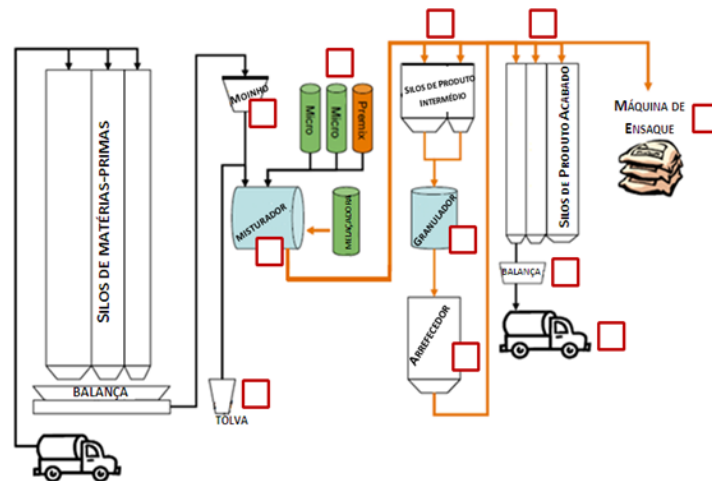 SILOS DE MATÉRIAS-PRIMAS
BALANÇA
MOINHO
Micro
Micro
Premix
MISTURADOR
MELAÇADORA
TOLVA
SILOS DE PRODUTO
INTERMÉDIO
GRANULADOR
ARREFECEDOR
SILOS DE PRODUTO ACABADO
BALANÇA
MÁQUINA DE
ENSAQUE